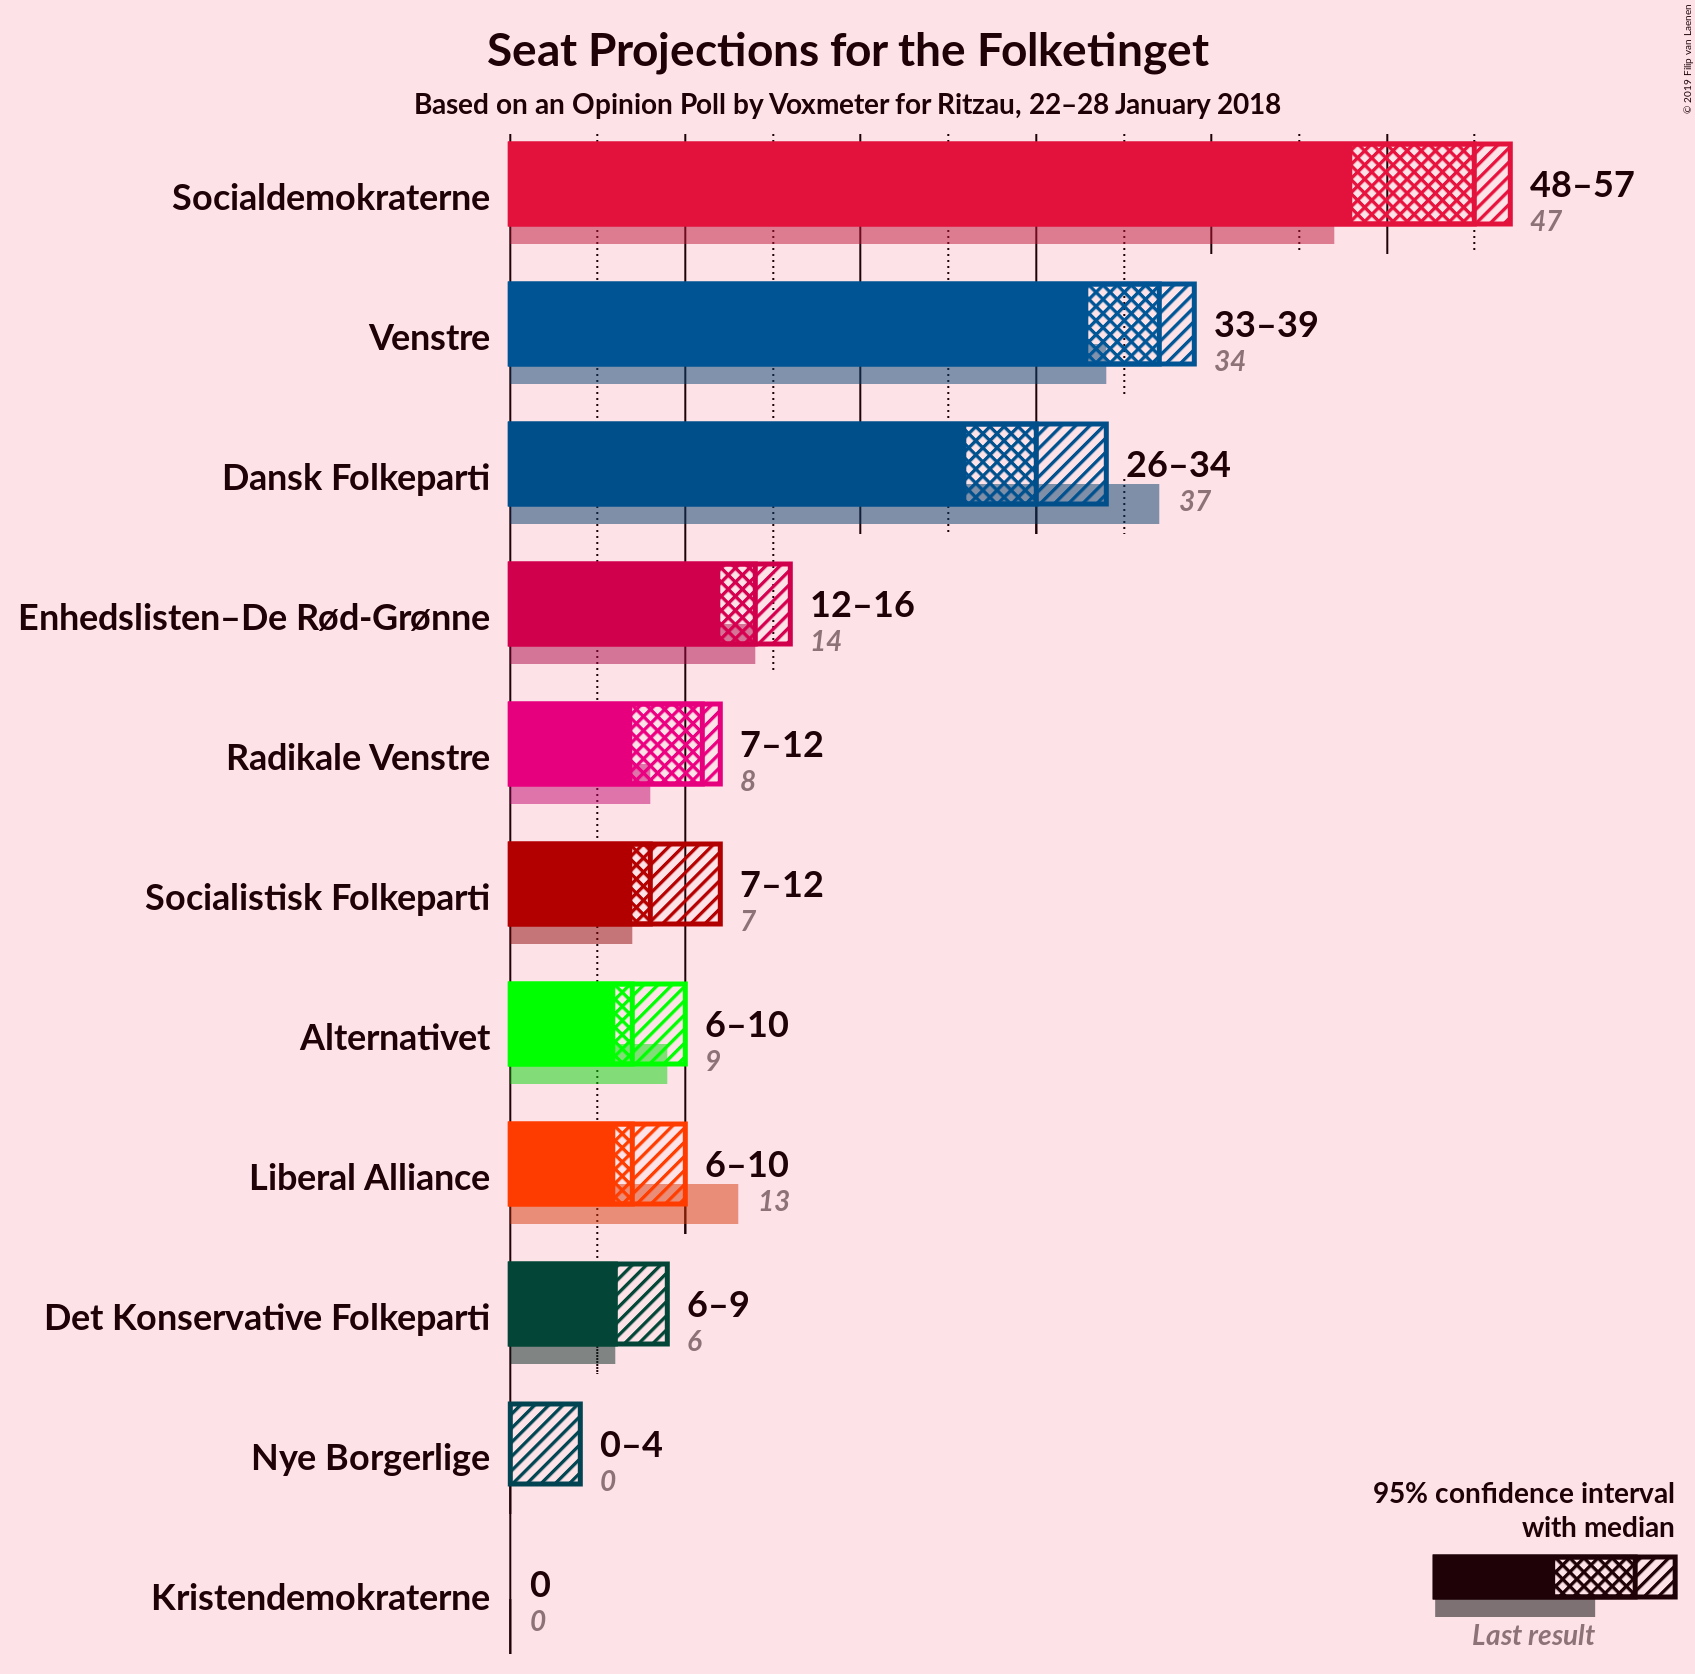 Seat Projections for the Folketinget
Based on an Opinion Poll by Voxmeter for Ritzau, 22–28 January 2018
© 2019 Filip van Laenen
Socialdemokraterne
48–57
47
Venstre
33–39
34
Dansk Folkeparti
26–34
37
Enhedslisten–De Rød-Grønne
12–16
14
Radikale Venstre
7–12
8
Socialistisk Folkeparti
7–12
7
Alternativet
6–10
9
Liberal Alliance
6–10
13
Det Konservative Folkeparti
6–9
6
Nye Borgerlige
0–4
0
Kristendemokraterne
0
0
95% confidence interval
with median
Last result